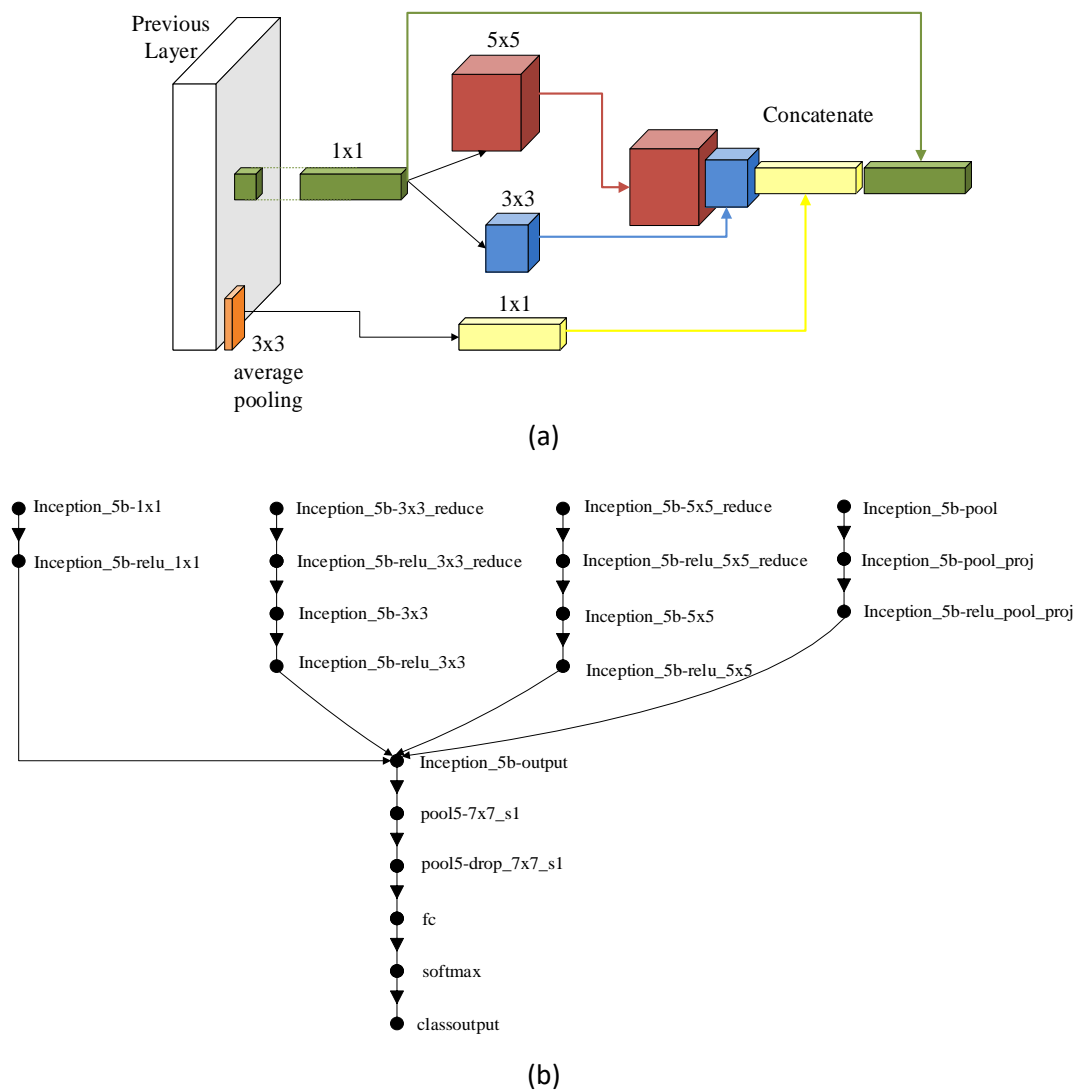 Previous
Layer
5x5
Concatenate
1x1
3x3
1x1
3x3
average
pooling
(a)
Inception_5b-1x1
Inception_5b-relu_1x1
Inception_5b-3x3_reduce
Inception_5b-relu_3x3_reduce
Inception_5b-3x3
Inception_5b-relu_3x3
Inception_5b-5x5_reduce
Inception_5b-relu_5x5_reduce
Inception_5b-5x5
Inception_5b-relu_5x5
Inception_5b-pool
Inception_5b-pool_proj
Inception_5b-relu_pool_proj
Inception_5b-output
pool5-7x7_s1
pool5-drop_7x7_s1
fc
softmax
classoutput
(b)